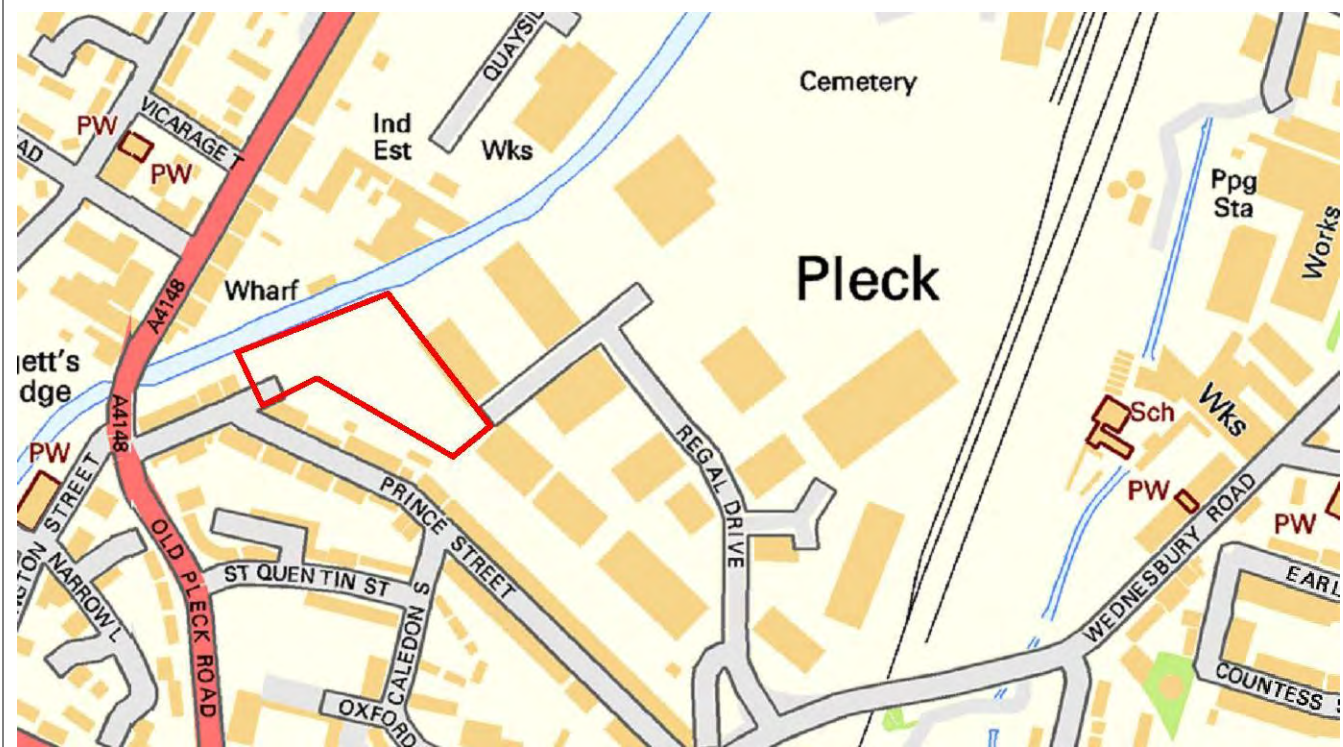 QUAYSID
Cemetery
VICARAGE T
PW
PW
AD
Ind
Est
Wks
Ppg
Sta
Works
Pleck
A4148
Wharf
ett's
dge
A4148
PW
STREET
Sch
Wks
PW
PW
REGAL DRIVE
PRINCE STREET
OLD PLECK ROAD
NARROW L
ST QUENTIN ST
CALEDON S
OXFORD
WEDNESBURY ROAD
EARL
COUNTESS S